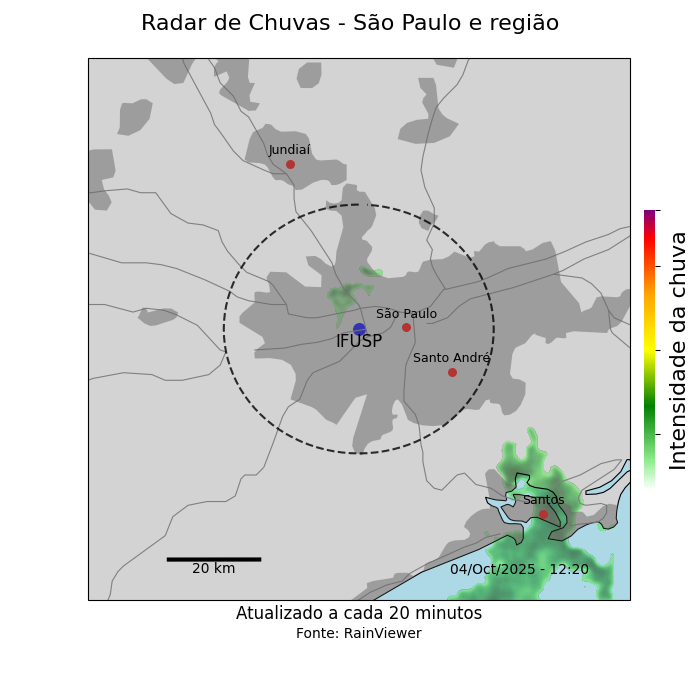 Radar de Chuvas - São Paulo e região
Jundiaí
São Paulo
IFUSP
Santo André
Santos
20 km
04/Oct/2025 - 12:20
Intensidade da chuva
Atualizado a cada 20 minutos
Fonte: RainViewer